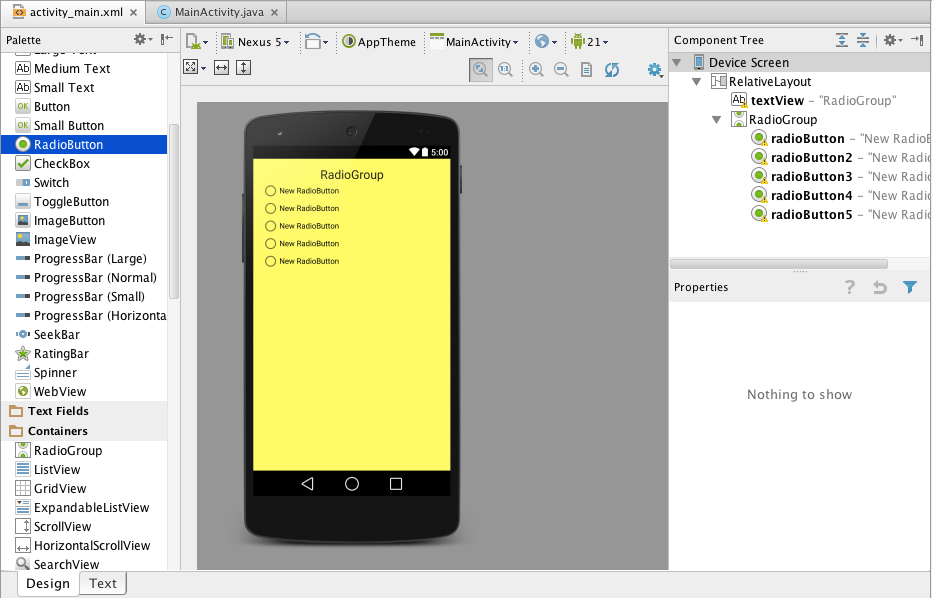 activity_main.xml
MainActivity.java
Palette
Large Text
Medium Text
Small Text
Button
Small Button
RadioButton
CheckBox
Switch
ToggleButton
ImageButton
ImageView
ProgressBar (Large)
ProgressBar (Normal)
ProgressBar (Small)
ProgressBar (Horizonta
SeekBar
RatingBar
Spinner
WebView
Text Fields
Containers
RadioGroup
ListView
GridView
ExpandableListView
ScrollView
HorizontalScrollView
SearchView
Design
Text
Nexus 5
AppTheme
MainActivity
21
5:00
RadioGroup
New RadioButton
New RadioButton
New RadioButton
New RadioButton
New RadioButton
Component Tree
Device Screen
RelativeLayout
textView – "RadioGroup"
RadioGroup
radioButton – "New RadioB
radioButton2 – "New Radio
radioButton3 – "New Radio
radioButton4 – "New Radio
radioButton5 – "New Radio
Properties
Nothing to show